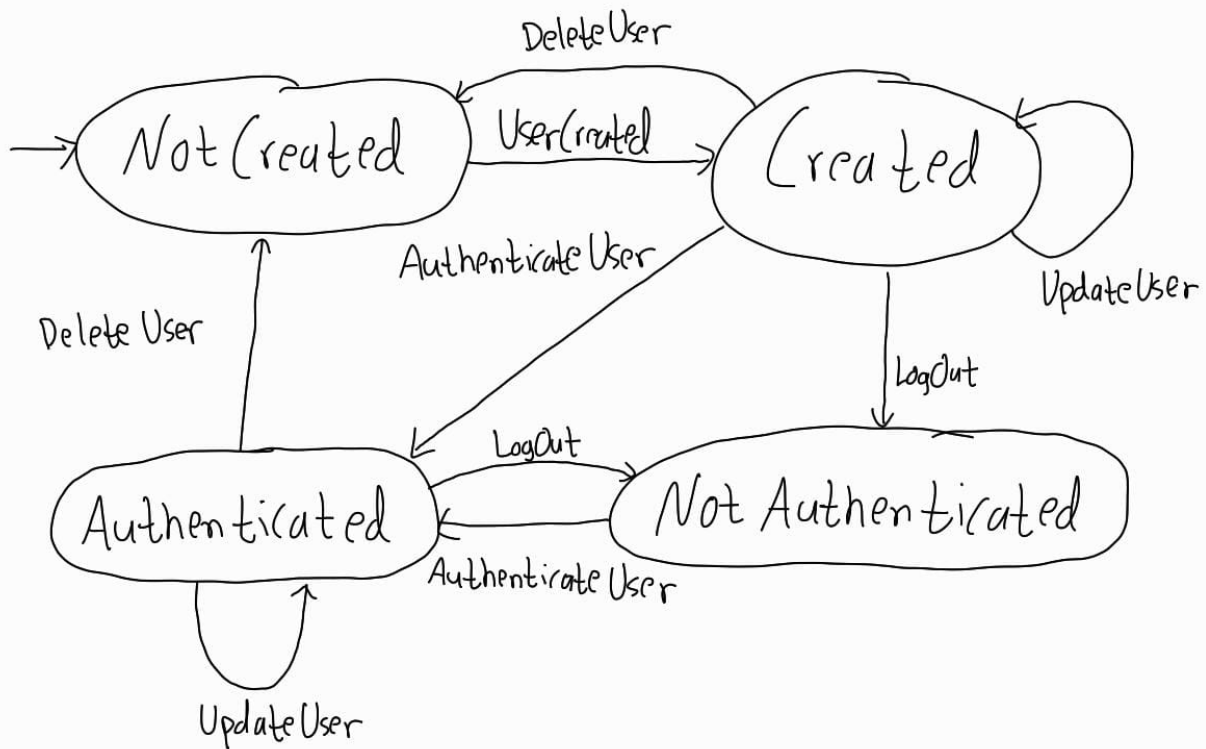 DeleteUser
NotCreated
UserCreated
Created
AuthenticateUser
UpdateUser
Delete User
LogOut
LogOut
Authenticated
Not Authenticated
AuthenticateUser
UpdateUser